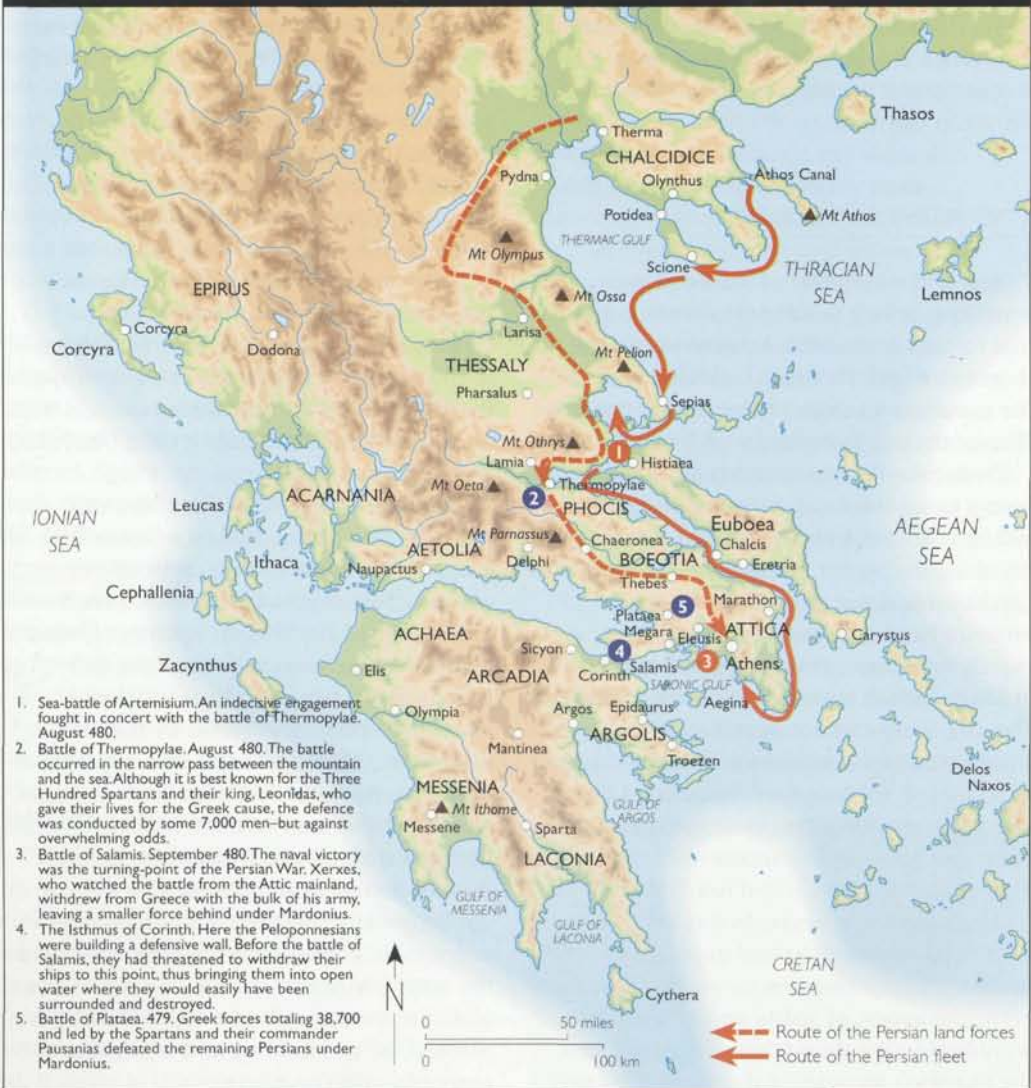 Thasos
Therma
CHALCIDICE
Olynthus
Athos Canal
Pydna
Potidea
Mt Athos
THERMAIC GULF
Mt Olympus
Scione
THRACIAN
SEA
EPIRUS
Mt Ossa
Lemnos
Corcyra
Larisa
Corcyra
Dodona
Mt Pelion
THESSALY
Pharsalus
Sepias
Mt Othrys
1
Lamia
Histiaea
Mt Oeta
Thermopylae
2
ACARNANIA
PHOCIS
Leucas
IONIAN
SEA
Euboea
AEGEAN
SEA
Mt Parnassus
Chaeronea
Chalcis
AETOLIA
Delphi
BOEOTIA
Eretria
Ithaca
Naupactus
Thebes
Cephallenia
Marathon
Plataea
5
ACHAEA
Megara
Eleusis
ATTICA
Carystus
Sicyon
4
Salamis
3
Athens
Zacynthus
Elis
ARCADIA
Corinth
SARONIC GULF
Aegina
Olympia
Argos
Epidaurus
ARGOLIS
Mantinea
Troezen
Delos
Naxos
MESSENIA
Mt Ithome
GULF OF
ARGOS
Messene
Sparta
LACONIA
GULF OF
MESSENIA
GULF OF
LACONIA
CRETAN
SEA
Cythera
1. Sea-battle of Artemisium. An indecisive engagement
fought in concert with the battle of Thermopylae.
August 480.
2. Battle of Thermopylae. August 480. The battle
occurred in the narrow pass between the mountain
and the sea. Although it is best known for the Three
Hundred Spartans and their king, Leonidas, who
gave their lives for the Greek cause, the defence
was conducted by some 7,000 men–but against
overwhelming odds.
3. Battle of Salamis. September 480. The naval victory
was the turning-point of the Persian War. Xerxes,
who watched the battle from the Attic mainland,
withdrew from Greece with the bulk of his army,
leaving a smaller force behind under Mardonius.
4. The Isthmus of Corinth. Here the Peloponnesians
were building a defensive wall. Before the battle of
Salamis, they had threatened to withdraw their
ships to this point, thus bringing them into open
water where they would easily have been
surrounded and destroyed.
5. Battle of Plataea. 479. Greek forces totaling 38,700
and led by the Spartans and their commander
Pausanias defeated the remaining Persians under
Mardonius.
N
0 50 miles
0 100 km
Route of the Persian land forces
Route of the Persian fleet